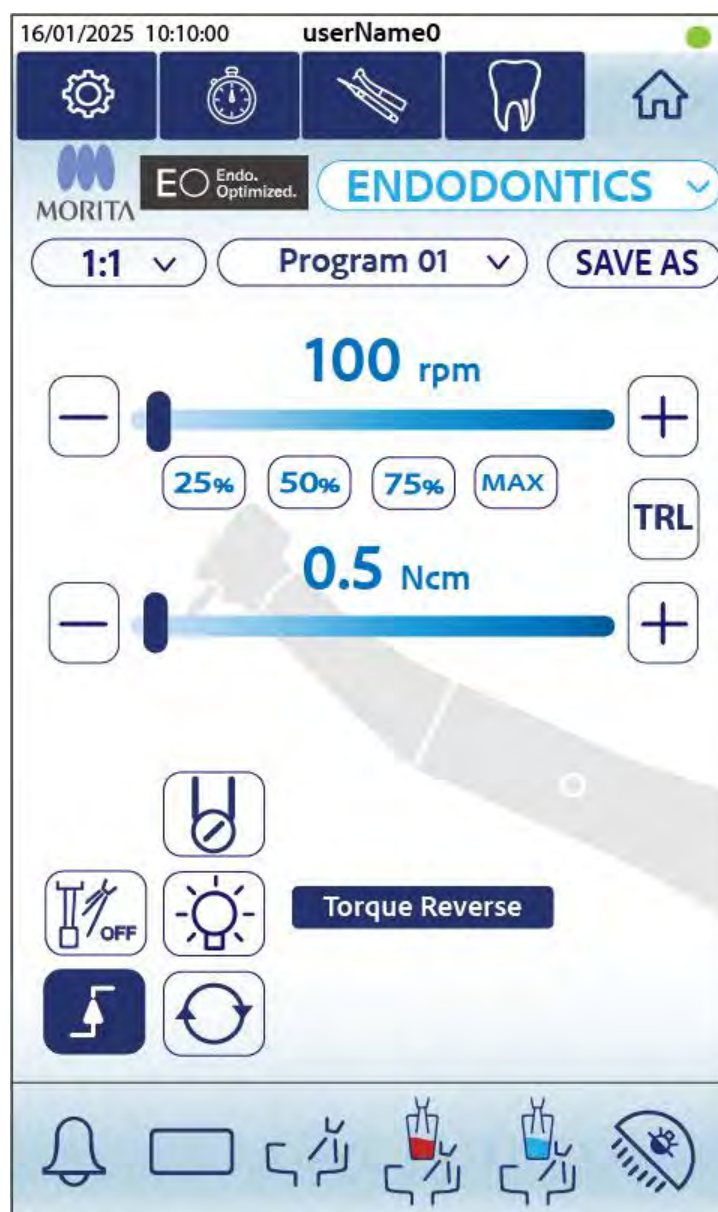 16/01/2025 10:10:00 userName0
MORITA
EO Endo. Optimized.
ENDODONTICS
1:1
Program 01
SAVE AS
100 rpm
25% 50% 75% MAX
TRL
0.5 Ncm
OFF
Torque Reverse